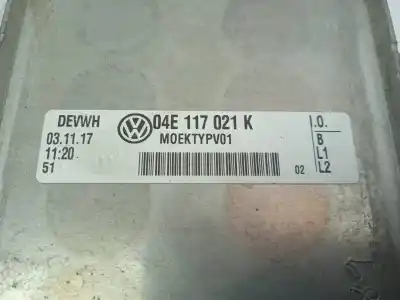 DEVWH 04E 117 021 K I.O.
03.11.17 MOEKTYPV01 B
11:20 L1
51 02 L2